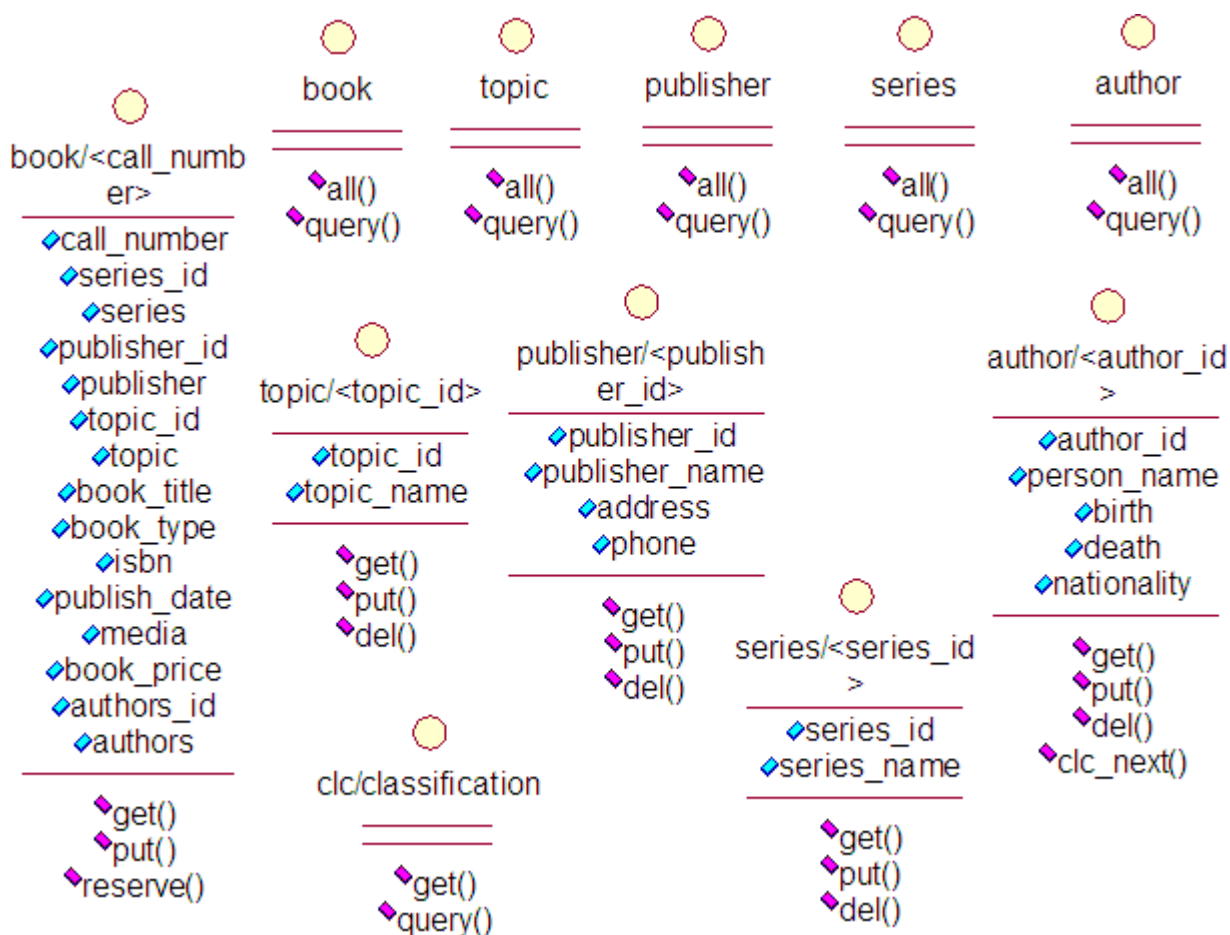 book
all()
query()
topic
all()
query()
publisher
all()
query()
series
all()
query()
author
all()
query()
book/<call_numb
er>
call_number
series_id
series
publisher_id
publisher
topic_id
topic
book_title
book_type
isbn
publish_date
media
book_price
authors_id
authors
get()
put()
reserve()
topic/<topic_id>
topic_id
topic_name
get()
put()
del()
publisher/<publish
er_id>
publisher_id
publisher_name
address
phone
get()
put()
del()
author/<author_id
>
author_id
person_name
birth
death
nationality
get()
put()
del()
clc_next()
clc/classification
get()
query()
series/<series_id
>
series_id
series_name
get()
put()
del()